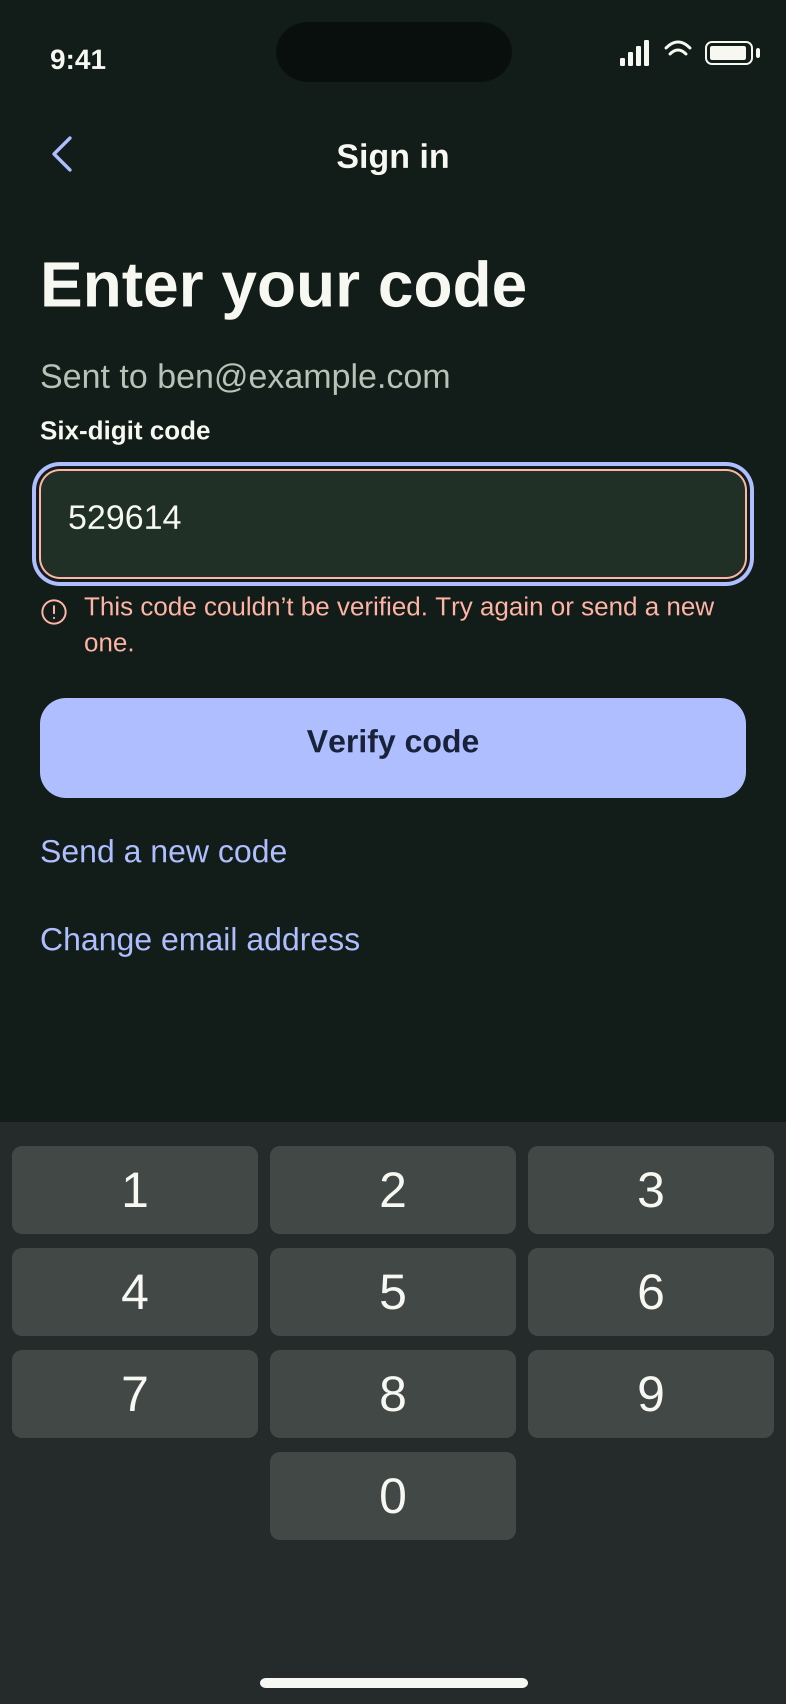 9:41
Sign in
Enter your code
Sent to ben@example.com
Six-digit code
529614
This code couldn’t be verified. Try again or send a new
one.
Verify code
Send a new code
Change email address
1 2 3
4 5 6
7 8 9
0